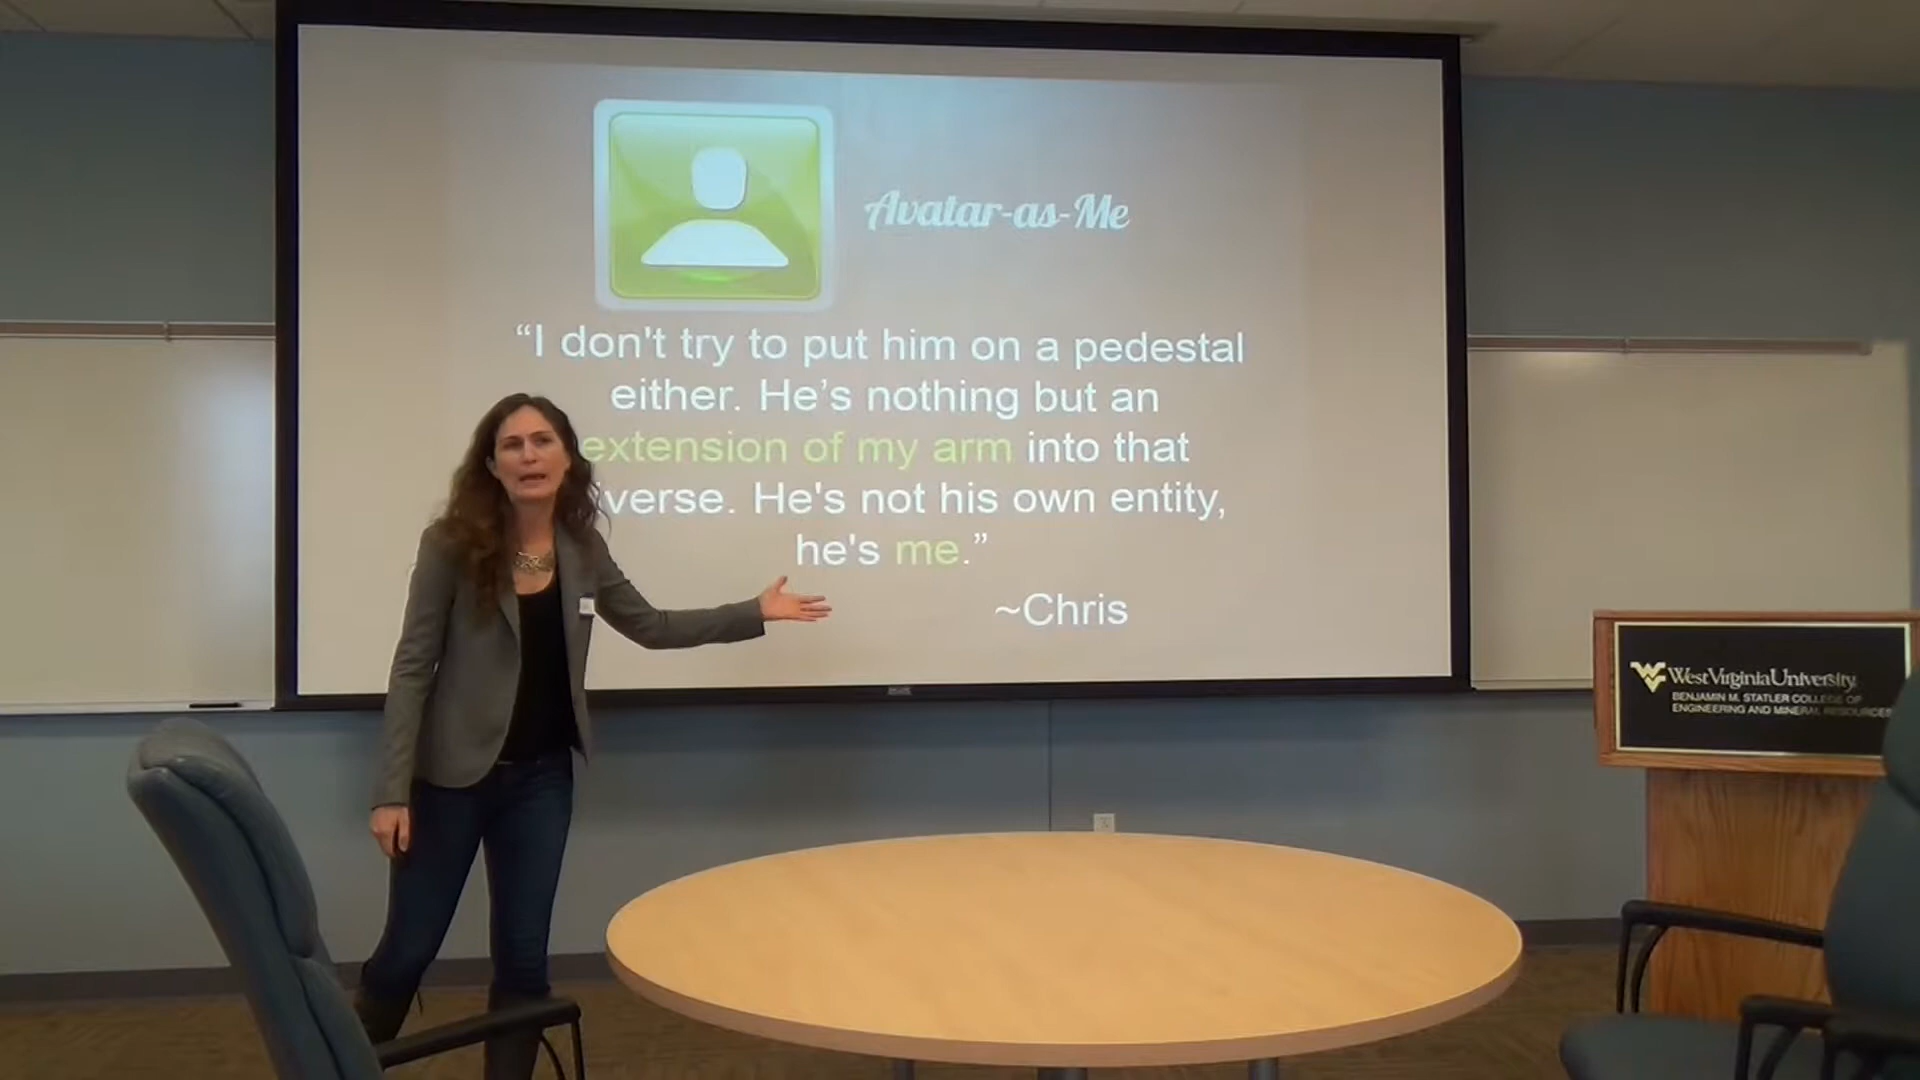 Avatar-as-Me
“I don't try to put him on a pedestal
either. He’s nothing but an
extension of my arm into that
verse. He's not his own entity,
he's me.”
~Chris
West Virginia University
BENJAMIN M. STATLER COLLEGE OF
ENGINEERING AND MINERAL RESOURCES